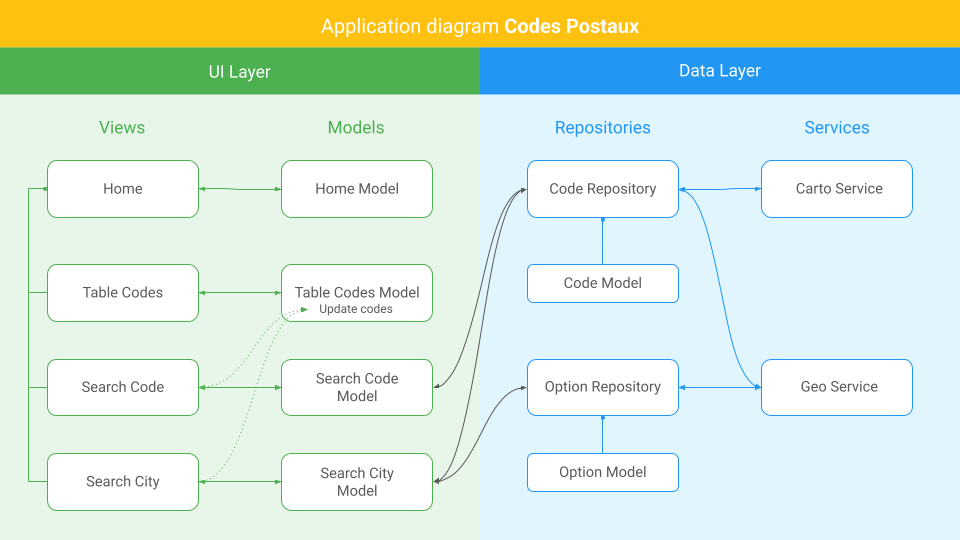 Application diagram Codes Postaux
UI Layer
Data Layer
Views
Models
Repositories
Services
Home
Home Model
Code Repository
Carto Service
Table Codes
Table Codes Model
Update codes
Code Model
Search Code
Search Code
Model
Option Repository
Geo Service
Search City
Search City
Model
Option Model